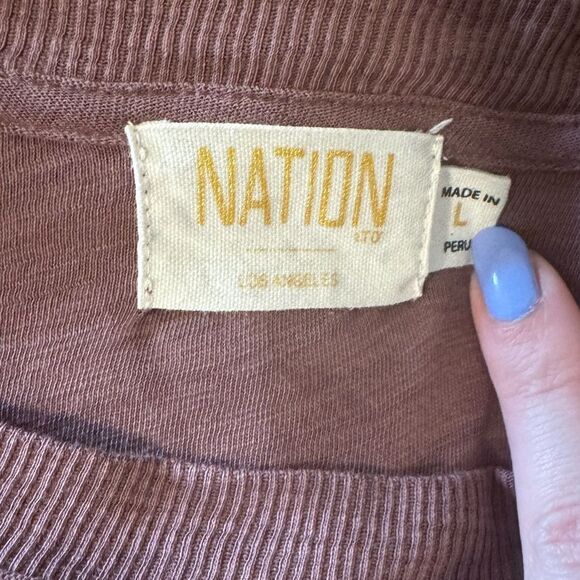 NATION
LTD
LOS ANGELES
MADE IN
L
PERU